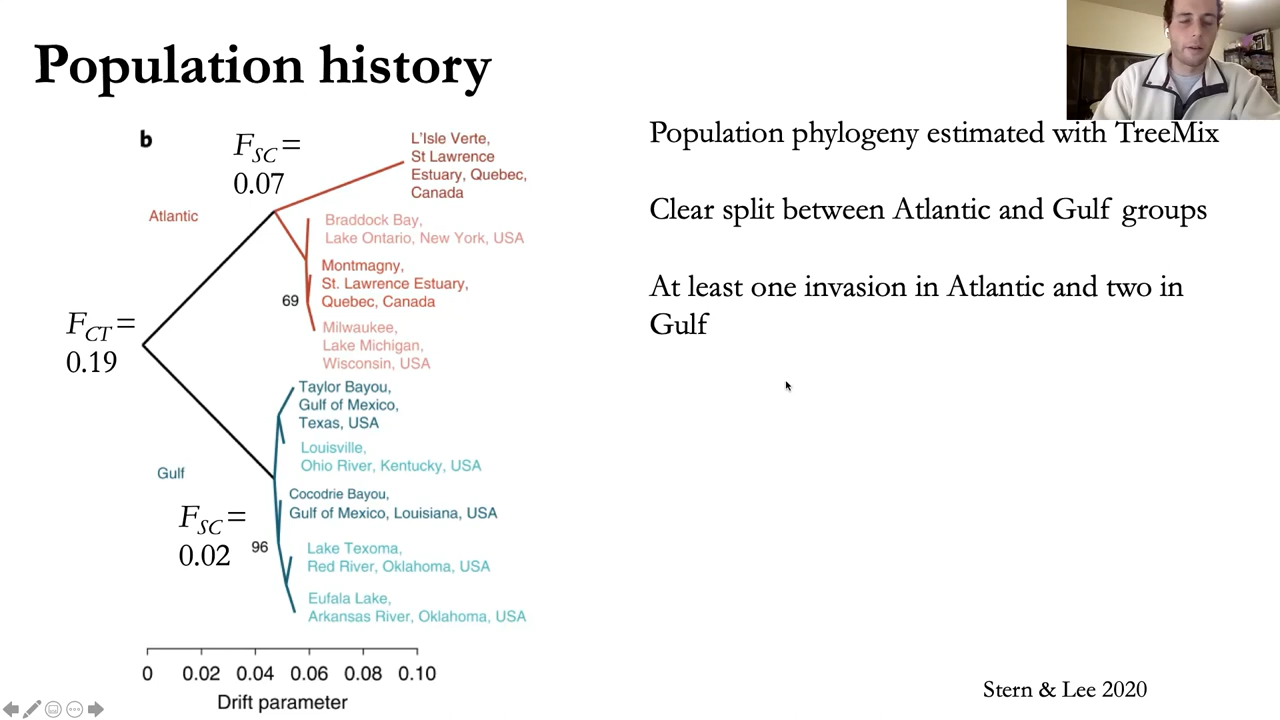 Population history
b
F_SC =
0.07
L'Isle Verte,
St Lawrence
Estuary, Quebec,
Canada
Atlantic
Braddock Bay,
Lake Ontario, New York, USA
Montmagny,
St. Lawrence Estuary,
Quebec, Canada
69
Milwaukee,
Lake Michigan,
Wisconsin, USA
F_CT =
0.19
Taylor Bayou,
Gulf of Mexico,
Texas, USA
Louisville,
Ohio River, Kentucky, USA
Gulf
Cocodrie Bayou,
Gulf of Mexico, Louisiana, USA
F_SC =
0.02
96
Lake Texoma,
Red River, Oklahoma, USA
Eufala Lake,
Arkansas River, Oklahoma, USA
0 0.02 0.04 0.06 0.08 0.10
Drift parameter
Population phylogeny estimated with TreeMix
Clear split between Atlantic and Gulf groups
At least one invasion in Atlantic and two in
Gulf
Stern & Lee 2020